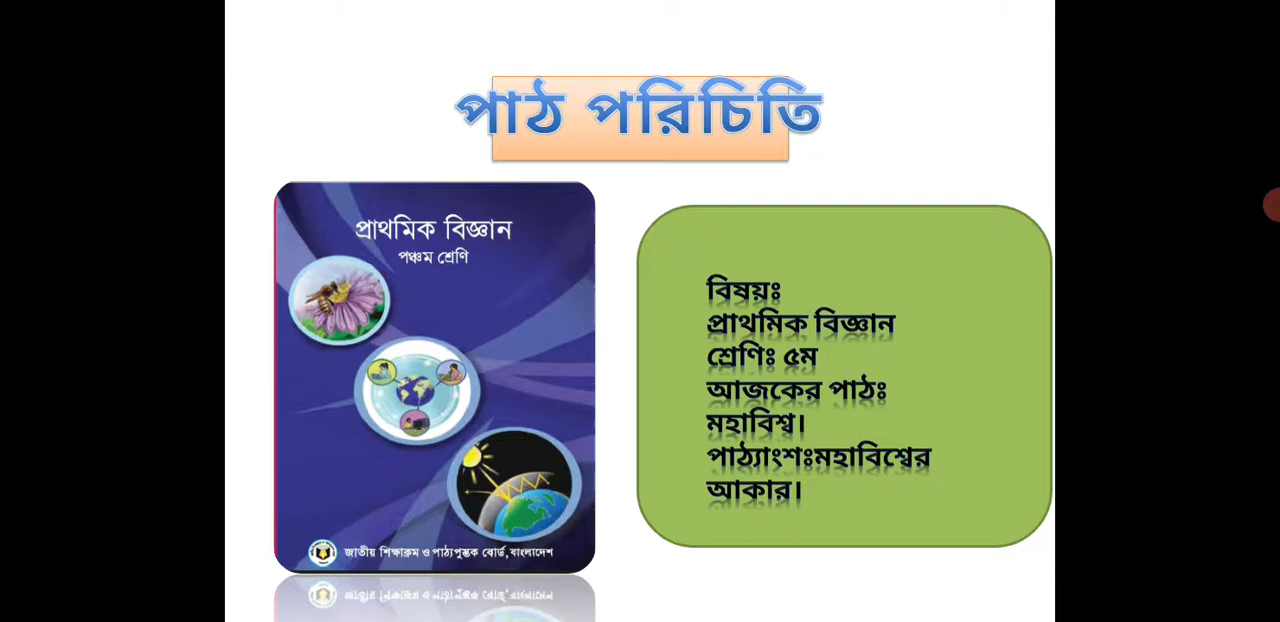 পাঠ পরিচিতি
প্রাথমিক বিজ্ঞান
পঞ্চম শ্রেণি
জাতীয় শিক্ষাক্রম ও পাঠ্যপুস্তক বোর্ড, বাংলাদেশ
বিষয়ঃ
প্রাথমিক বিজ্ঞান
শ্রেণিঃ ৫ম
আজকের পাঠঃ
মহাবিশ্ব।
পাঠ্যাংশঃমহাবিশ্বের
আকার।